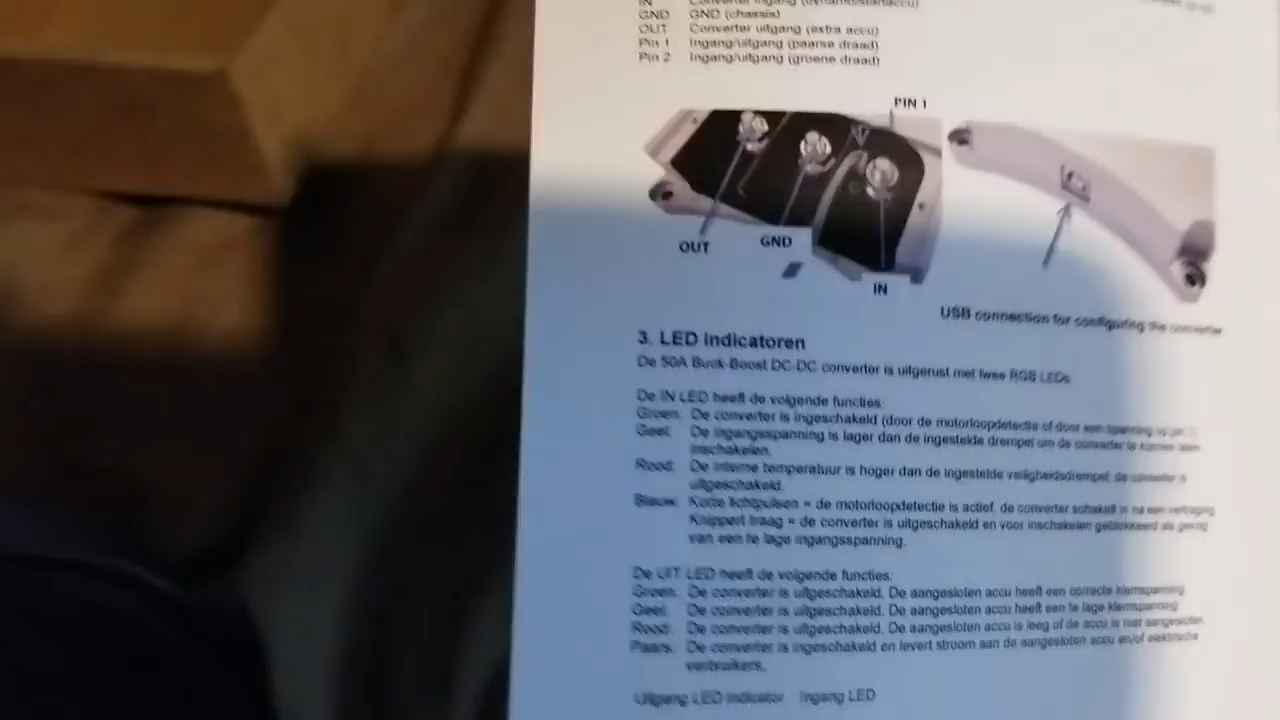 IN Converter ingang
GND GND (chassis)
OUT Converter uitgang (extra accu)
Pin 1 Ingang/uitgang (paarse draad)
Pin 2 Ingang/uitgang (groene draad)
PIN 1
OUT
GND
IN
USB connection for configuring the converter
3. LED indicatoren
De 50A Buck-Boost DC-DC converter is uitgerust met twee RGB LEDs.
De IN LED heeft de volgende functies:
Groen: De converter is ingeschakeld (door de motorloopdetectie of door een spanning op
Geel: De ingangsspanning is lager dan de ingestelde drempel om de converter te kunnen
inschakelen.
Rood: De interne temperatuur is hoger dan de ingestelde veiligheidsdrempel, de converter is
uitgeschakeld.
Blauw: Korte lichtpulsen = de motorloopdetectie is actief, de converter schakelt in na een vertraging
Knippert traag = de converter is uitgeschakeld en voor inschakelen geblokkeerd als gevolg
van een te lage ingangsspanning.
De UIT LED heeft de volgende functies:
Groen: De converter is uitgeschakeld. De aangesloten accu heeft een correcte klemspanning
Geel: De converter is uitgeschakeld. De aangesloten accu heeft een te lage klemspanning
Rood: De converter is uitgeschakeld. De aangesloten accu is leeg of de accu is niet aangesloten.
Paars: De converter is ingeschakeld en levert stroom aan de aangesloten accu en/of elektrische
verbruikers.
Uitgang LED indicator Ingang LED